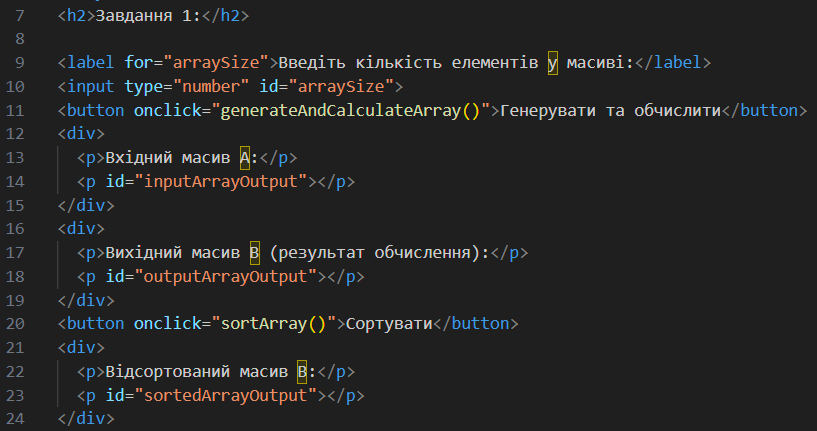 7 <h2>Завдання 1:</h2>
8
9 <label for="arraySize">Введіть кількість елементів у масиві:</label>
10 <input type="number" id="arraySize">
11 <button onclick="generateAndCalculateArray()">Генерувати та обчислити</button>
12 <div>
13   <p>Вхідний масив А:</p>
14   <p id="inputArrayOutput"></p>
15 </div>
16 <div>
17   <p>Вихідний масив В (результат обчислення):</p>
18   <p id="outputArrayOutput"></p>
19 </div>
20 <button onclick="sortArray()">Сортувати</button>
21 <div>
22   <p>Відсортований масив В:</p>
23   <p id="sortedArrayOutput"></p>
24 </div>